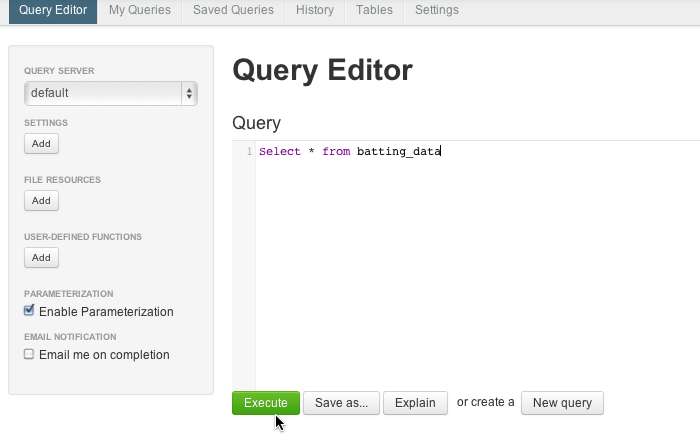 Query Editor My Queries Saved Queries History Tables Settings
QUERY SERVER
default
SETTINGS
Add
FILE RESOURCES
Add
USER-DEFINED FUNCTIONS
Add
PARAMETERIZATION
Enable Parameterization
EMAIL NOTIFICATION
Email me on completion
Query Editor
Query
1 Select * from batting_data
Execute Save as... Explain or create a New query